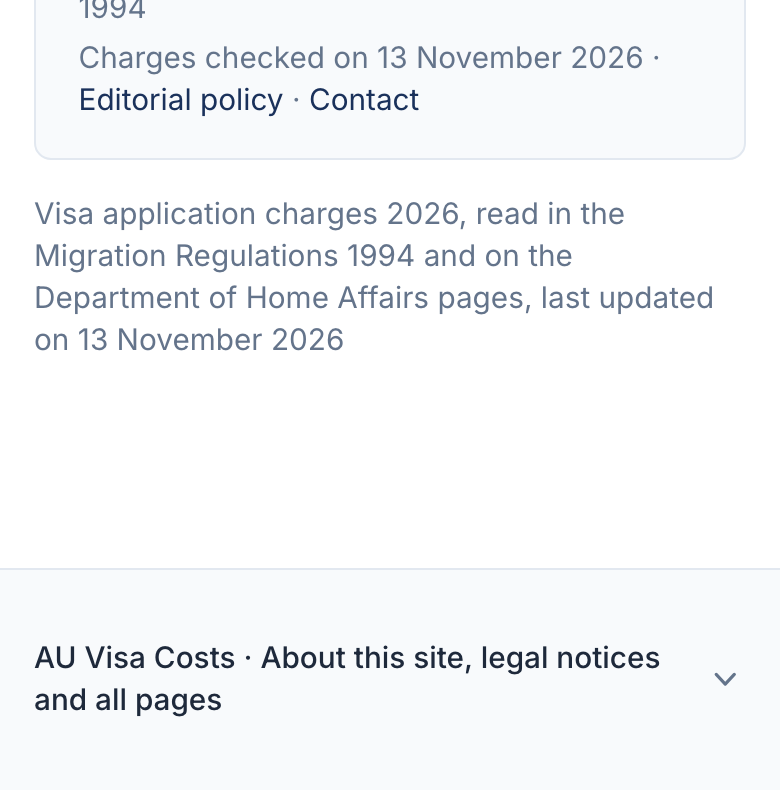 1994
Charges checked on 13 November 2026 ·
Editorial policy · Contact
Visa application charges 2026, read in the
Migration Regulations 1994 and on the
Department of Home Affairs pages, last updated
on 13 November 2026
AU Visa Costs · About this site, legal notices
and all pages